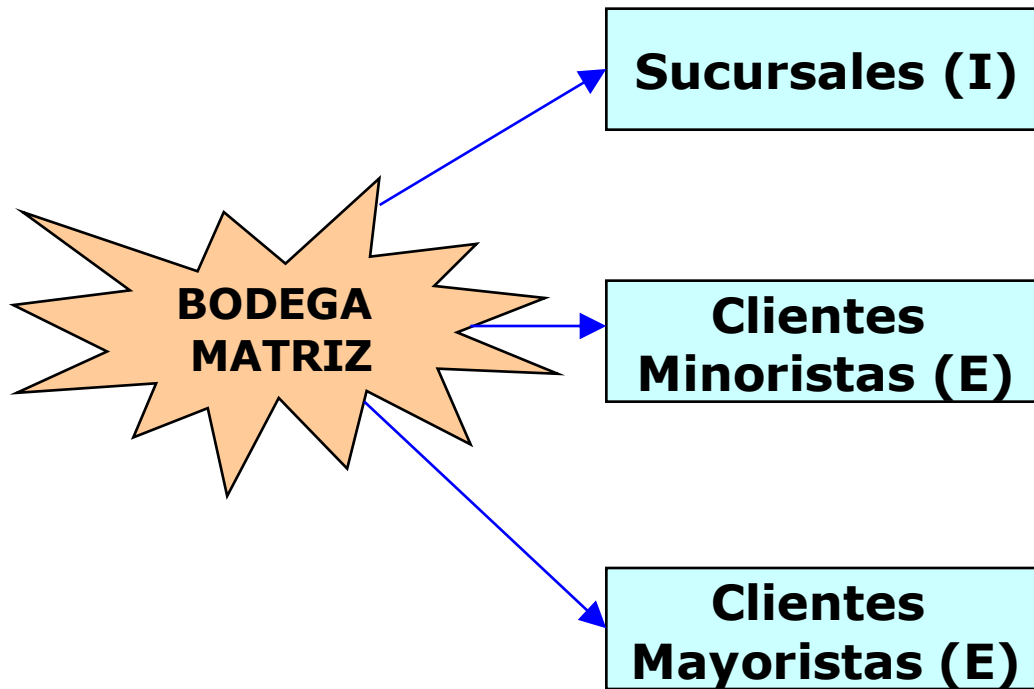 Sucursales (I)
BODEGA
MATRIZ
Clientes
Minoristas (E)
Clientes
Mayoristas (E)